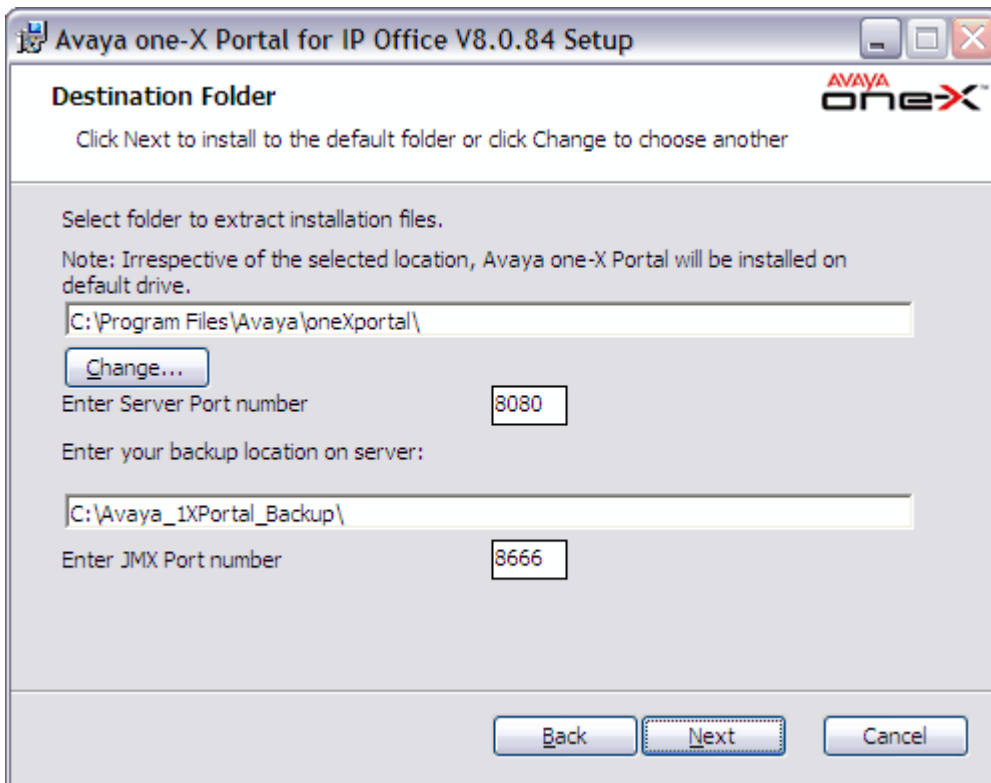 Avaya one-X Portal for IP Office V8.0.84 Setup
Destination Folder
AVAYA
one-X™
Click Next to install to the default folder or click Change to choose another
Select folder to extract installation files.
Note: Irrespective of the selected location, Avaya one-X Portal will be installed on
default drive.
C:\Program Files\Avaya\oneXportal\
Change...
Enter Server Port number 8080
Enter your backup location on server:
C:\Avaya_1XPortal_Backup\
Enter JMX Port number 8666
Back Next Cancel